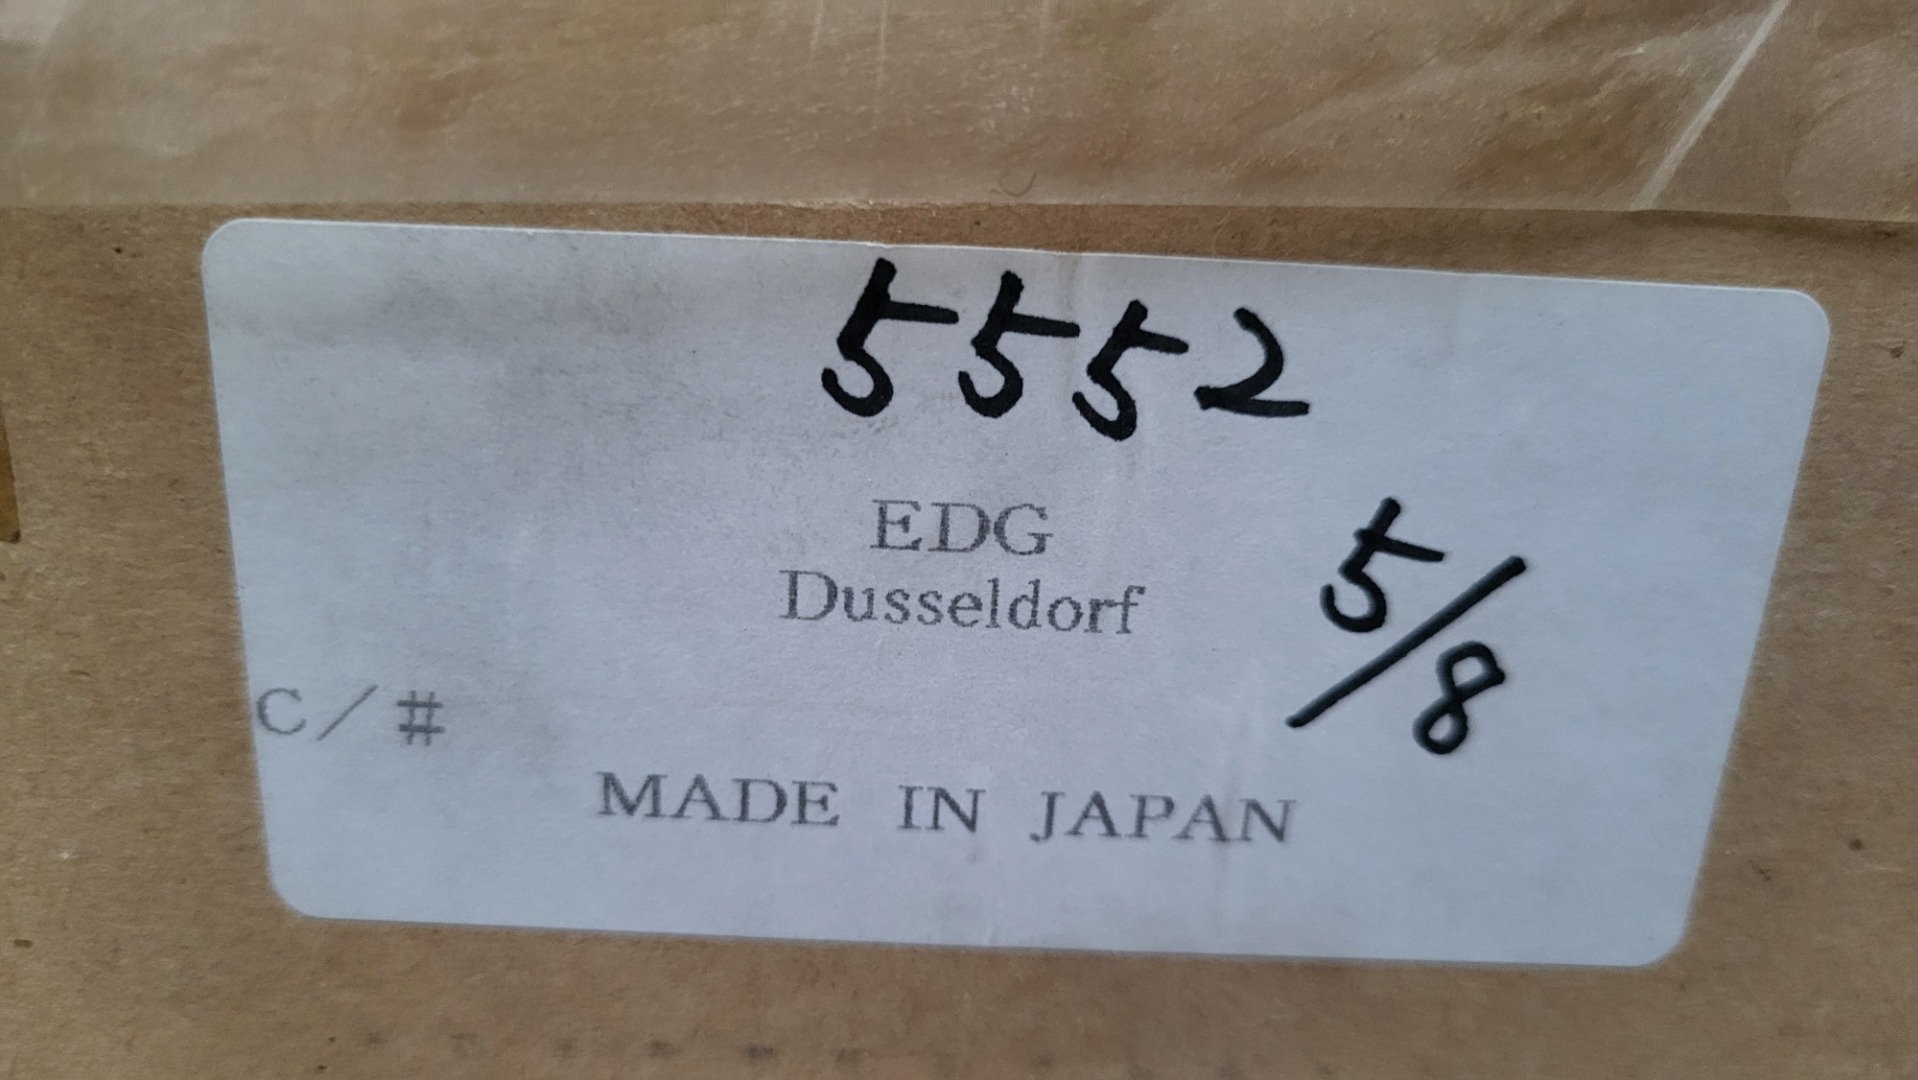 5552
EDG
Dusseldorf
5/8
C/#
MADE IN JAPAN